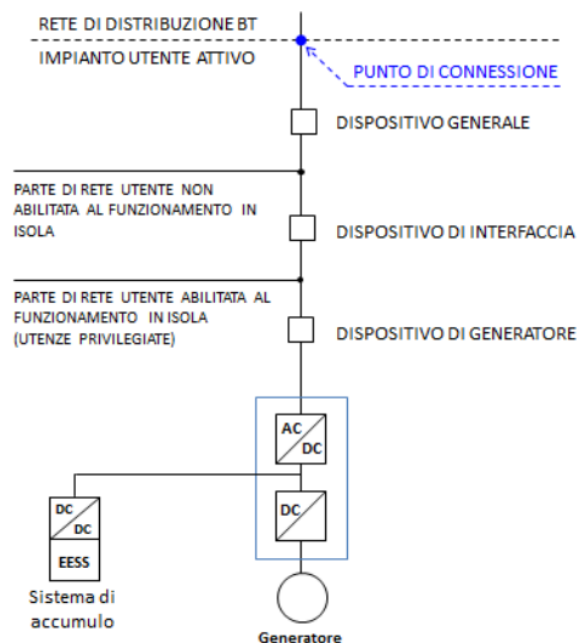 RETE DI DISTRIBUZIONE BT
IMPIANTO UTENTE ATTIVO
PUNTO DI CONNESSIONE
DISPOSITIVO GENERALE
PARTE DI RETE UTENTE NON
ABILITATA AL FUNZIONAMENTO IN
ISOLA
DISPOSITIVO DI INTERFACCIA
PARTE DI RETE UTENTE ABILITATA AL
FUNZIONAMENTO IN ISOLA
(UTENZE PRIVILEGIATE)
DISPOSITIVO DI GENERATORE
AC
DC
DC
DC
DC
EESS
Sistema di
accumulo
Generatore